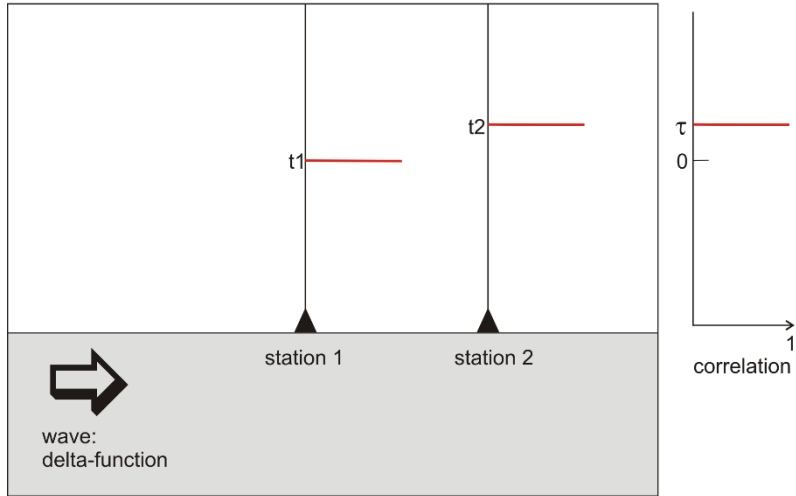 t1
t2
τ
0
1
station 1
station 2
correlation
wave:
delta-function